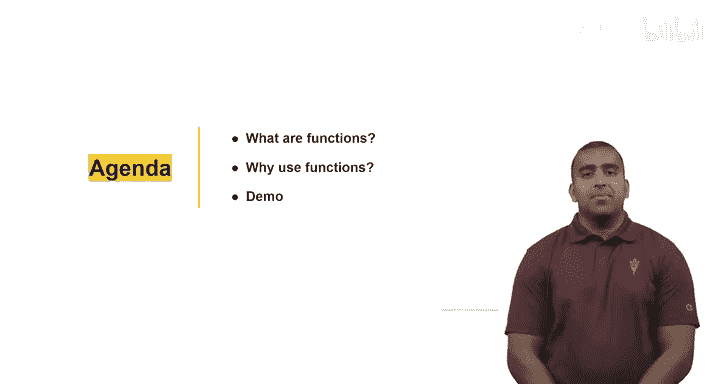 Agenda
● What are functions?
● Why use functions?
● Demo